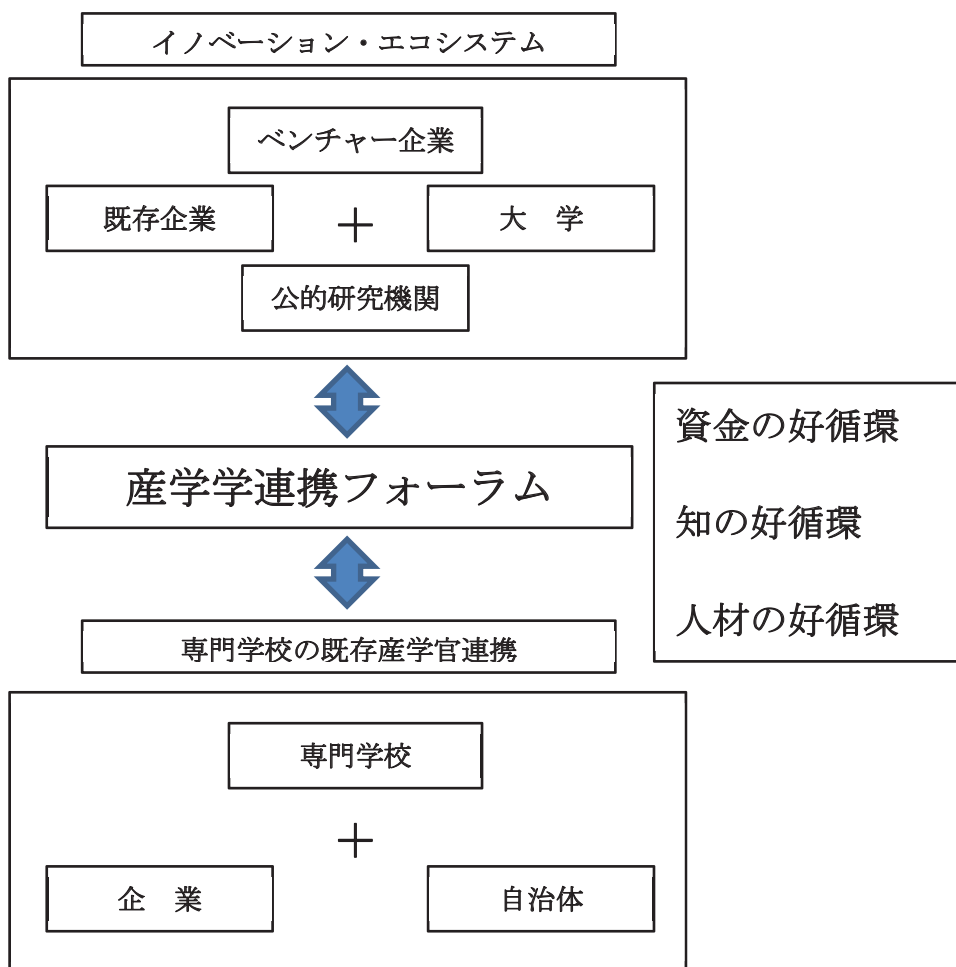 イノベーション・エコシステム
ベンチャー企業
既存企業
＋
大　学
公的研究機関
産学学連携フォーラム
資金の好循環
知の好循環
人材の好循環
専門学校の既存産学官連携
専門学校
＋
企　業
自治体